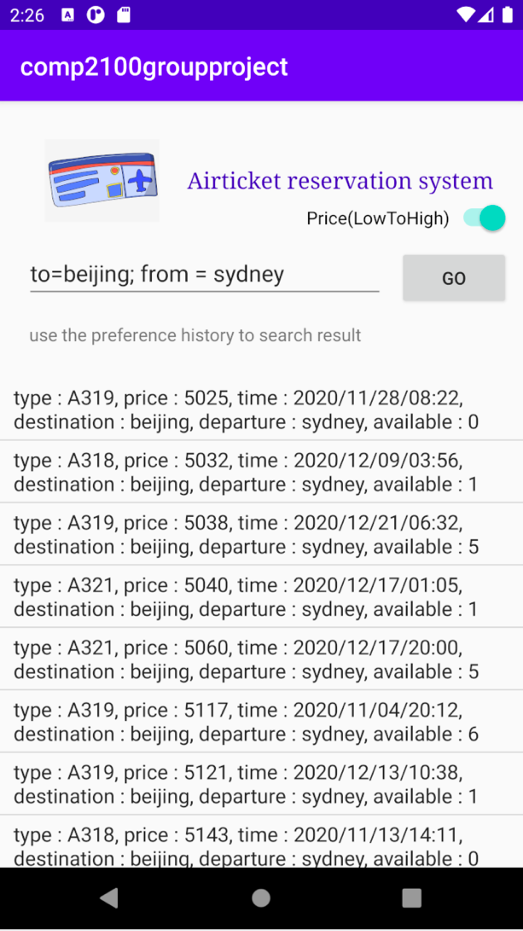 2:26
comp2100groupproject
Airticket reservation system
Price(LowToHigh)
to=beijing; from = sydney
GO
use the preference history to search result
type : A319, price : 5025, time : 2020/11/28/08:22,
destination : beijing, departure : sydney, available : 0
type : A318, price : 5032, time : 2020/12/09/03:56,
destination : beijing, departure : sydney, available : 1
type : A319, price : 5038, time : 2020/12/21/06:32,
destination : beijing, departure : sydney, available : 5
type : A321, price : 5040, time : 2020/12/17/01:05,
destination : beijing, departure : sydney, available : 1
type : A321, price : 5060, time : 2020/12/17/20:00,
destination : beijing, departure : sydney, available : 5
type : A319, price : 5117, time : 2020/11/04/20:12,
destination : beijing, departure : sydney, available : 6
type : A319, price : 5121, time : 2020/12/13/10:38,
destination : beijing, departure : sydney, available : 1
type : A318, price : 5143, time : 2020/11/13/14:11,
destination : beijing, departure : sydney, available : 0